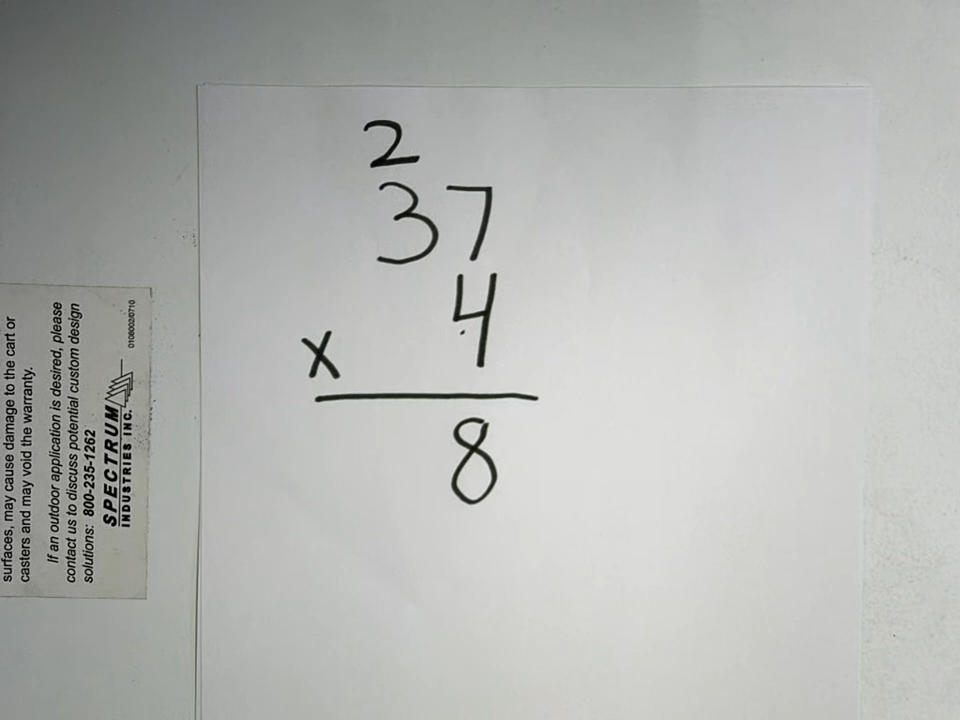 2
37
4
x
8
surfaces, may cause damage to the cart or
casters and may void the warranty.
If an outdoor application is desired, please
contact us to discuss potential custom design
solutions: 800-235-1262
SPECTRUM
INDUSTRIES INC.
0108002/0710